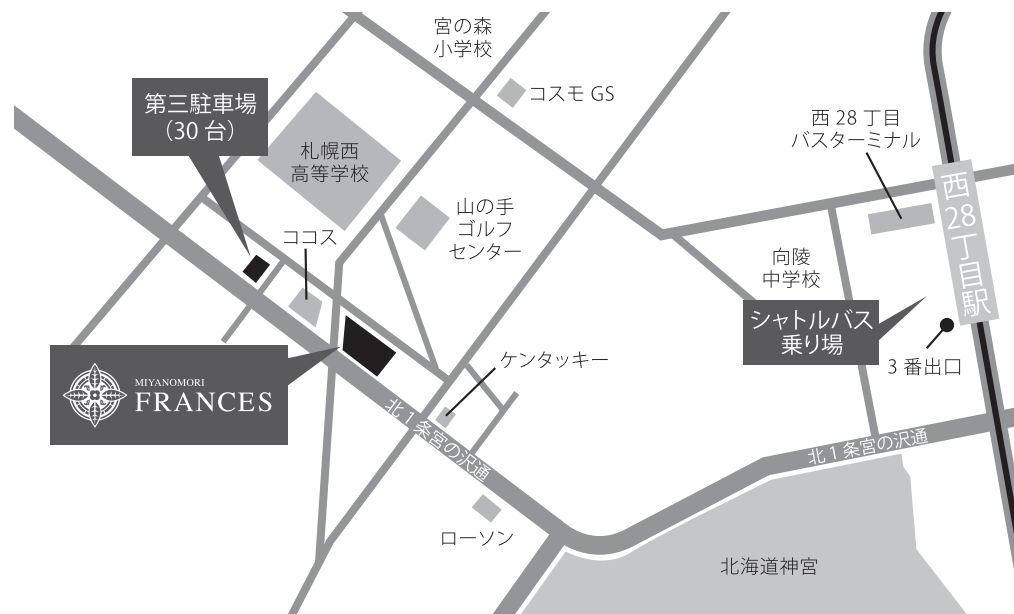 宮の森
小学校
コスモ GS
第三駐車場
（30 台）
札幌西
高等学校
西 28 丁目
バスターミナル
西28丁目駅
山の手
ゴルフ
センター
ココス
向陵
中学校
シャトルバス
乗り場
3 番出口
ケンタッキー
MIYANOMORI
FRANCES
北 1 条宮の沢通
北 1 条宮の沢通
ローソン
北海道神宮